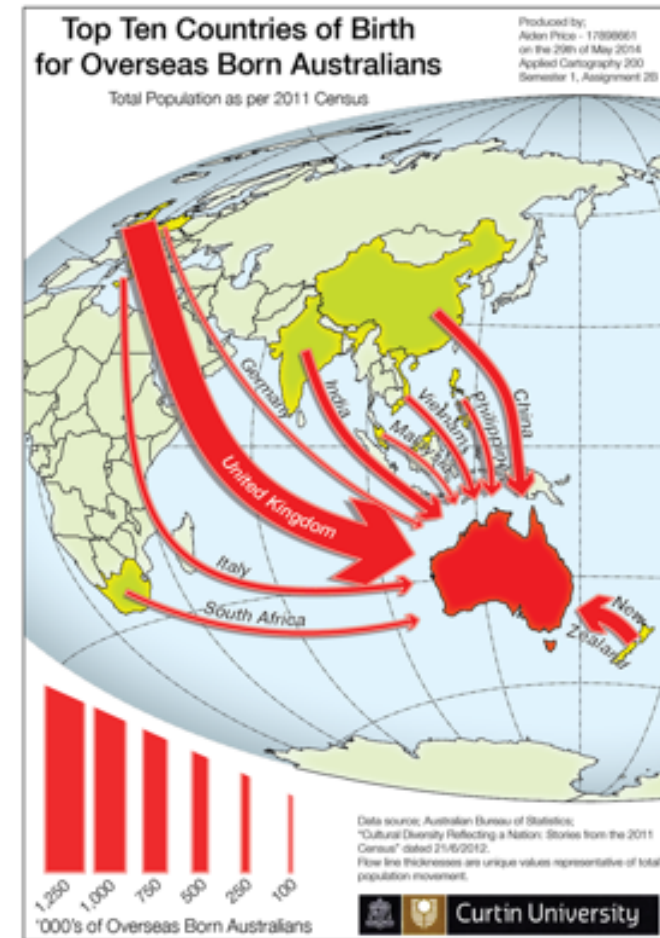 Top Ten Countries of Birth
for Overseas Born Australians
Total Population as per 2011 Census
Produced by;
Aiden Price - 17898661
on the 29th of May 2014
Applied Cartography 200
Semester 1, Assignment 2B
Germany
India
Vietnam
Malaysia
Philippines
China
United Kingdom
Italy
South Africa
New
Zealand
1,250
1,000
750
500
250
100
'000's of Overseas Born Australians
Data source; Australian Bureau of Statistics;
"Cultural Diversity Reflecting a Nation: Stories from the 2011
Census" dated 21/6/2012.
Flow line thicknesses are unique values representative of total
population movement.
Curtin University